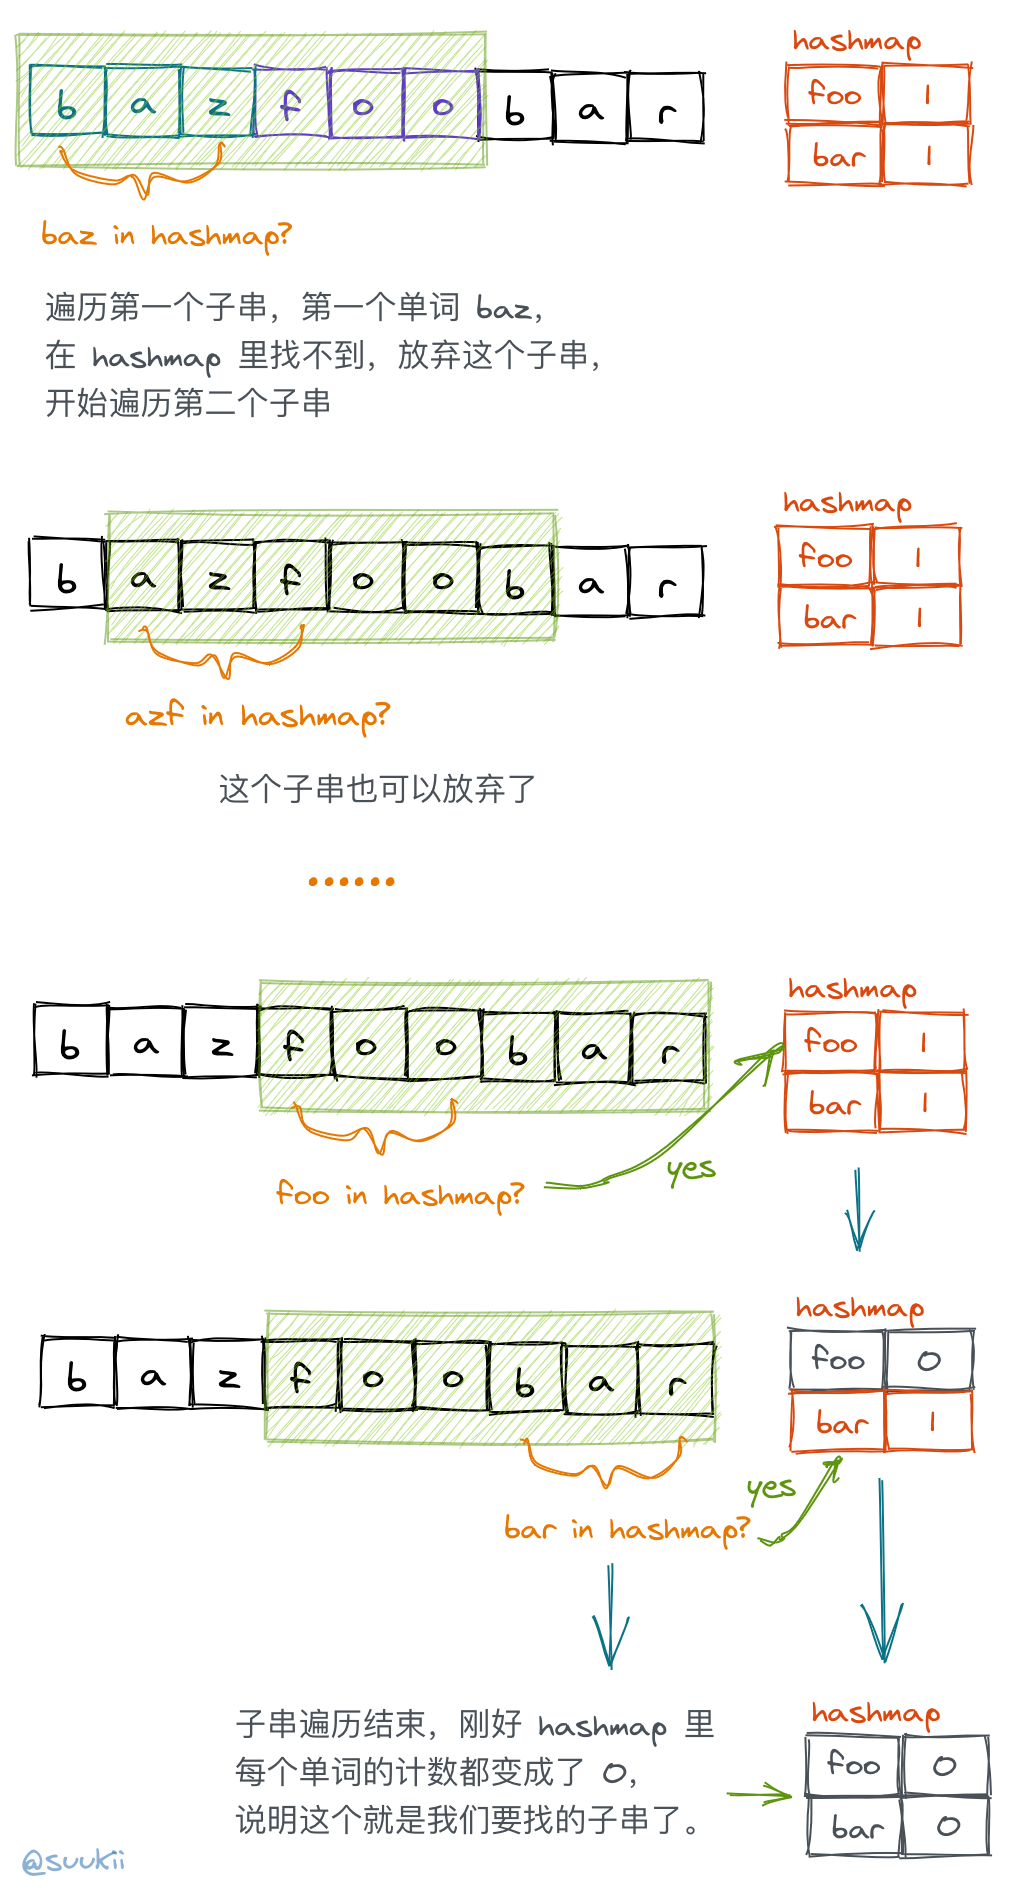 hashmap
b a z f o o b a r
foo 1
bar 1
baz in hashmap?
遍历第一个子串，第一个单词 baz，
在 hashmap 里找不到，放弃这个子串，
开始遍历第二个子串
hashmap
b a z f o o b a r
foo 1
bar 1
azf in hashmap?
这个子串也可以放弃了
......
hashmap
b a z f o o b a r
foo 1
bar 1
yes
foo in hashmap?
hashmap
b a z f o o b a r
foo 0
bar 1
yes
bar in hashmap?
hashmap
子串遍历结束，刚好 hashmap 里
每个单词的计数都变成了 0，
说明这个就是我们要找的子串了。
foo 0
bar 0
@suukii